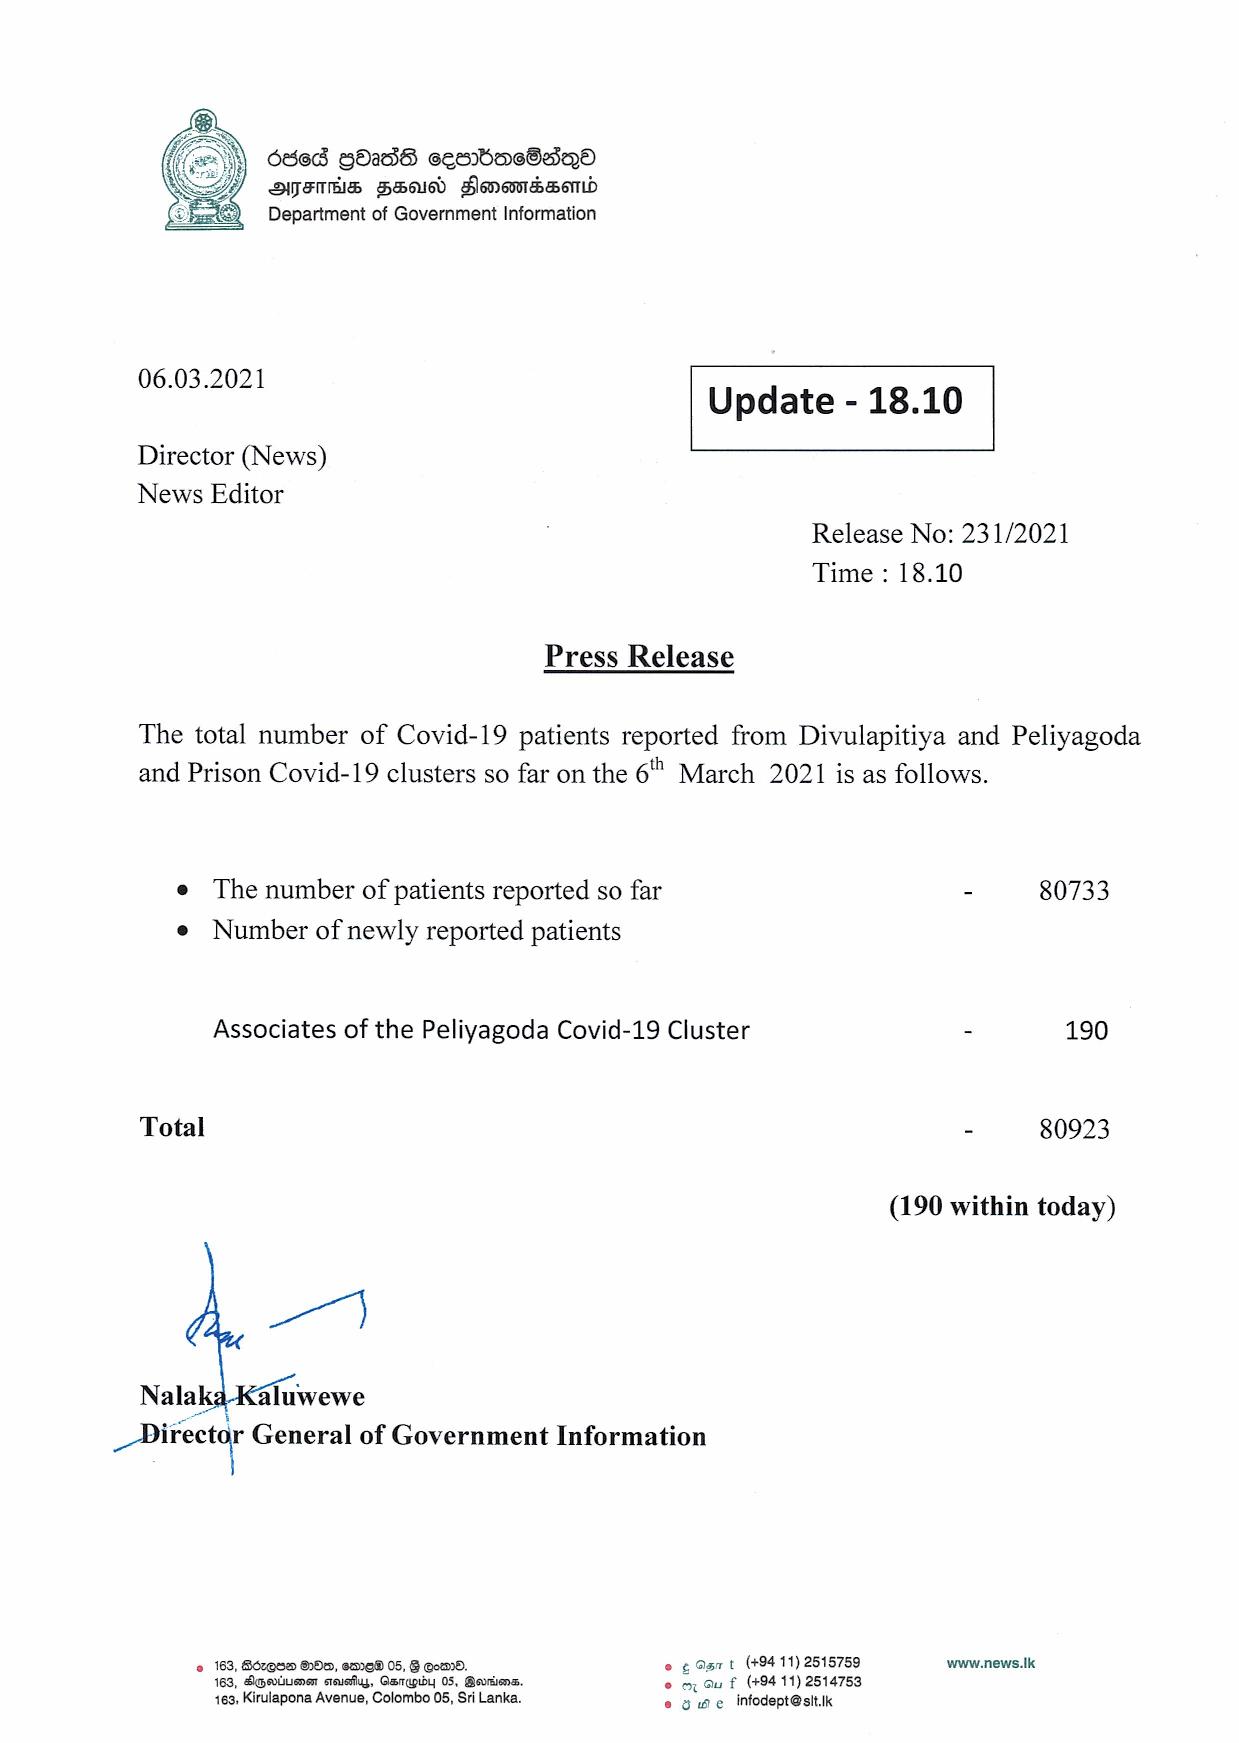 රජයේ ප්‍රවෘත්ති දෙපාර්තමේන්තුව
அரசாங்க தகவல் திணைக்களம்
Department of Government Information
06.03.2021
Update - 18.10
Director (News)
News Editor
Release No: 231/2021
Time : 18.10
Press Release
The total number of Covid-19 patients reported from Divulapitiya and Peliyagoda
and Prison Covid-19 clusters so far on the 6th March 2021 is as follows.
• The number of patients reported so far - 80733
• Number of newly reported patients
Associates of the Peliyagoda Covid-19 Cluster - 190
Total - 80923
(190 within today)
Nalaka Kaluwewe
Director General of Government Information
163, කිරුලපන මාවත, කොළඹ 05, ශ්‍රී ලංකාව.
163, கிருலப்பனை எவனியூ, கொழும்பு 05, இலங்கை.
163, Kirulapona Avenue, Colombo 05, Sri Lanka.
දු தொ t (+94 11) 2515759
ෆැ பெ f (+94 11) 2514753
ඊ மி e infodept@slt.lk
www.news.lk